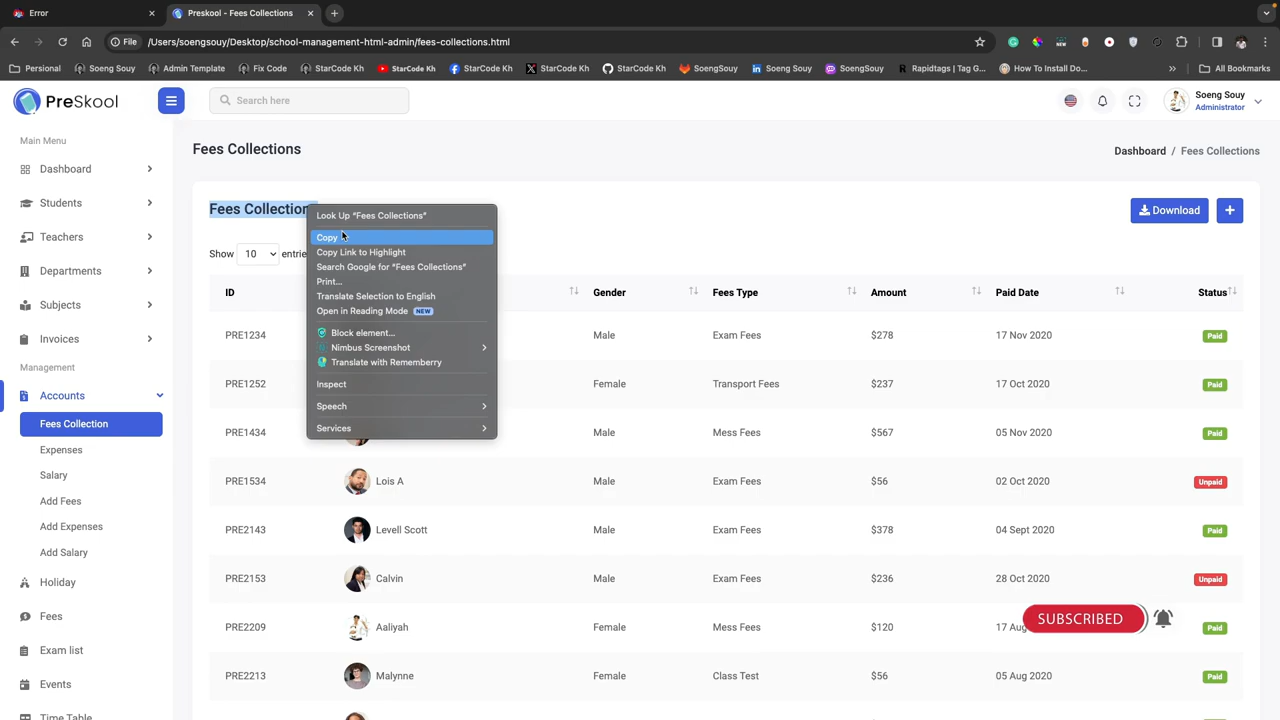 Error
Preskool - Fees Collections
File /Users/soengsouy/Desktop/school-management-html-admin/fees-collections.html
Personal Soeng Souy Admin Template Fix Code StarCode Kh StarCode Kh StarCode Kh StarCode Kh StarCode Kh SoengSouy Soeng Souy SoengSouy Rapidtags | Tag G... How To Install Do... » All Bookmarks
PreSkool
Search here
Soeng Souy
Administrator
Main Menu
Dashboard
Students
Teachers
Departments
Subjects
Invoices
Management
Accounts
Fees Collection
Expenses
Salary
Add Fees
Add Expenses
Add Salary
Holiday
Fees
Exam list
Events
Time Table
Fees Collections
Dashboard / Fees Collections
Fees Collection
Download
Show 10 entrie
Look Up “Fees Collections”
Copy
Copy Link to Highlight
Search Google for “Fees Collections”
Print...
Translate Selection to English
Open in Reading Mode NEW
Block element...
Nimbus Screenshot
Translate with Rememberry
Inspect
Speech
Services
ID Gender Fees Type Amount Paid Date Status
PRE1234 Male Exam Fees $278 17 Nov 2020 Paid
PRE1252 Female Transport Fees $237 17 Oct 2020 Paid
PRE1434 Male Mess Fees $567 05 Nov 2020 Paid
PRE1534 Lois A Male Exam Fees $56 02 Oct 2020 Unpaid
PRE2143 Levell Scott Male Exam Fees $378 04 Sept 2020 Paid
PRE2153 Calvin Male Exam Fees $236 28 Oct 2020 Unpaid
SUBSCRIBED
PRE2209 Aaliyah Female Mess Fees $120 17 Aug Paid
PRE2213 Malynne Female Class Test $56 05 Aug 2020 Paid